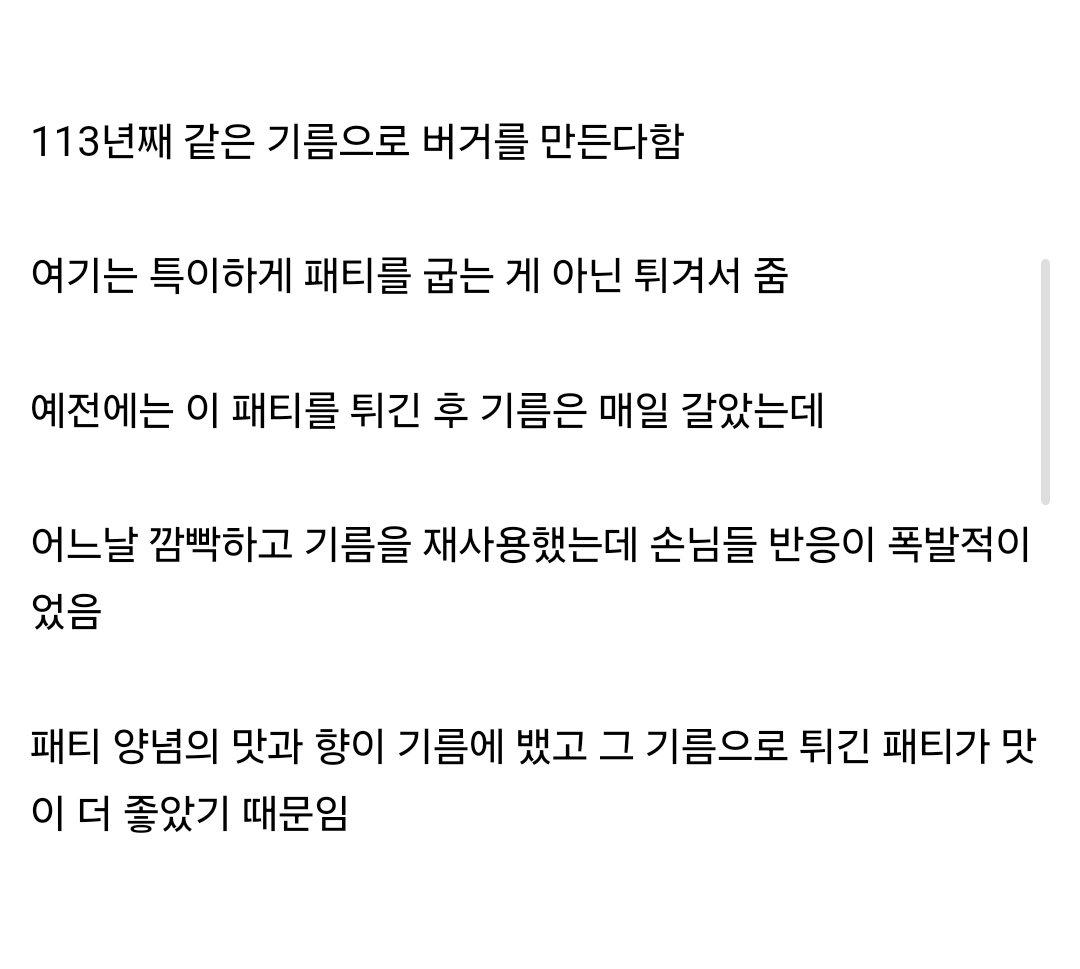 113년째 같은 기름으로 버거를 만든다함
여기는 특이하게 패티를 굽는 게 아닌 튀겨서 줌
예전에는 이 패티를 튀긴 후 기름은 매일 갈았는데
어느날 깜빡하고 기름을 재사용했는데 손님들 반응이 폭발적이
었음
패티 양념의 맛과 향이 기름에 뱄고 그 기름으로 튀긴 패티가 맛
이 더 좋았기 때문임